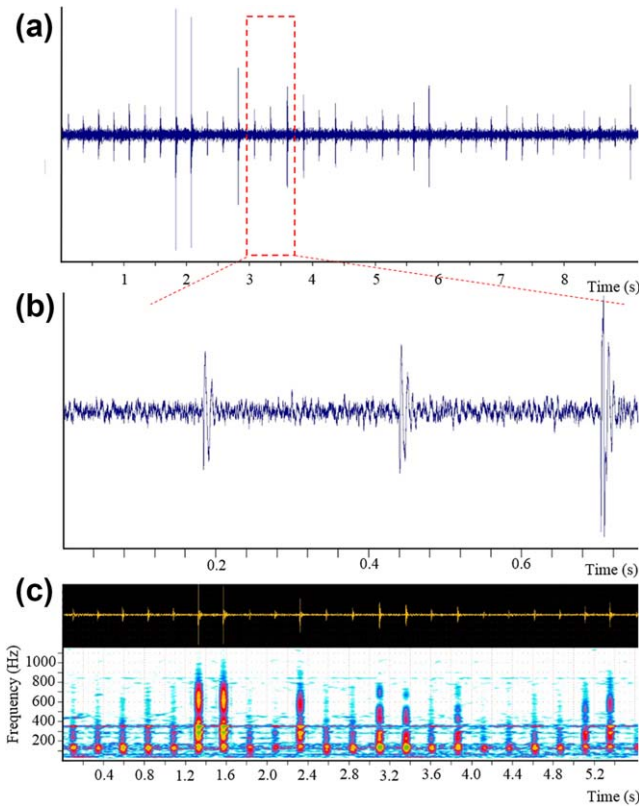 (a)
1 2 3 4 5 6 7 8
Time (s)
(b)
0.2 0.4 0.6
Time (s)
(c)
Frequency (Hz)
1000
800
600
400
200
0.4 0.8 1.2 1.6 2.0 2.4 2.8 3.2 3.6 4.0 4.4 4.8 5.2 5.6
Time (s)